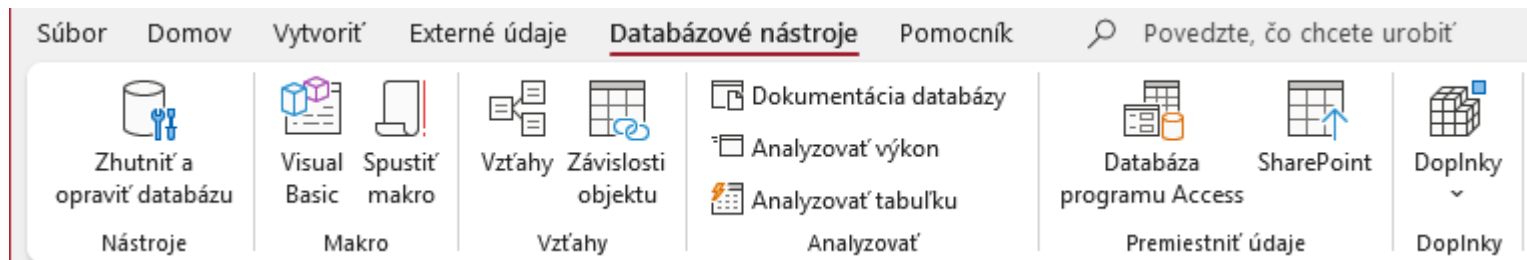 Súbor Domov Vytvoriť Externé údaje Databázové nástroje Pomocník Povedzte, čo chcete urobiť
Zhutniť a
opraviť databázu
Nástroje
Visual
Basic
Spustiť
makro
Makro
Vzťahy
Závislosti
objektu
Vzťahy
Dokumentácia databázy
Analyzovať výkon
Analyzovať tabuľku
Analyzovať
Databáza
programu Access
SharePoint
Premiestniť údaje
Doplnky
Doplnky